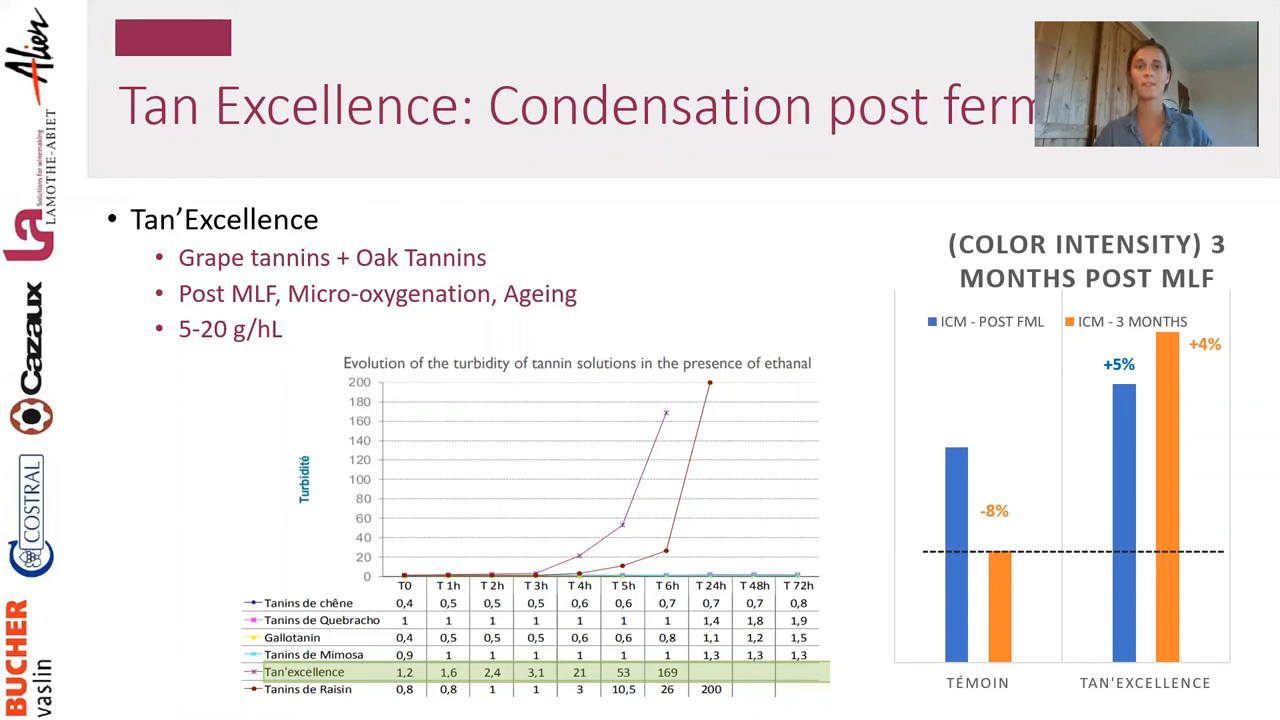 Alien
La
Solutions for winemaking
LAMOTHE-ABIET
Cazaux
COSTRAL
BUCHER
vaslin
Tan Excellence: Condensation post ferm
• Tan’Excellence
• Grape tannins + Oak Tannins
• Post MLF, Micro-oxygenation, Ageing
• 5-20 g/hL
Evolution of the turbidity of tannin solutions in the presence of ethanal
Turbidité
200
180
160
140
120
100
80
60
40
20
0
T0 T 1h T 2h T 3h T 4h T 5h T 6h T 24h T 48h T 72h
Tanins de chêne 0,4 0,5 0,5 0,5 0,6 0,6 0,7 0,7 0,7 0,8
Tanins de Quebracho 1 1 1 1 1 1 1 1,4 1,8 1,9
Gallotanin 0,4 0,5 0,5 0,5 0,6 0,6 0,8 1,1 1,2 1,5
Tanins de Mimosa 0,9 1 1 1 1 1 1 1,3 1,3 1,3
Tan'excellence 1,2 1,6 2,4 3,1 21 53 169
Tanins de Raisin 0,8 0,8 1 1 3 10,5 26 200
(COLOR INTENSITY) 3
MONTHS POST MLF
ICM - POST FML ICM - 3 MONTHS
+4%
+5%
-8%
TÉMOIN TAN'EXCELLENCE